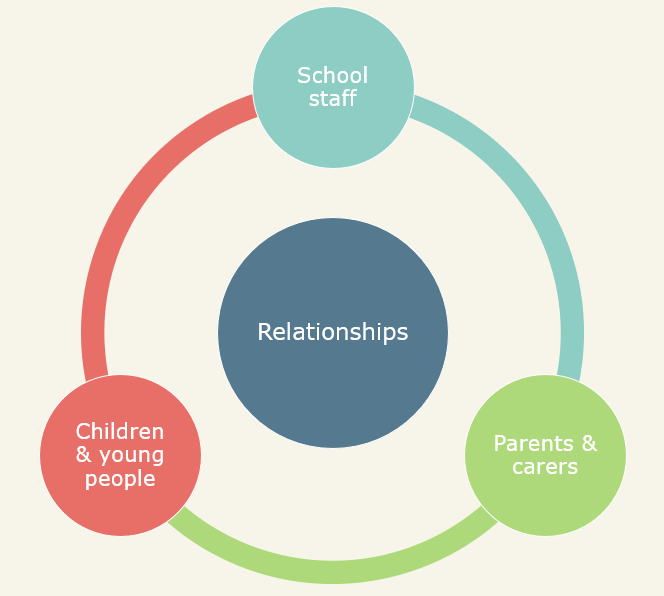 School
staff
Relationships
Children
& young
people
Parents &
carers